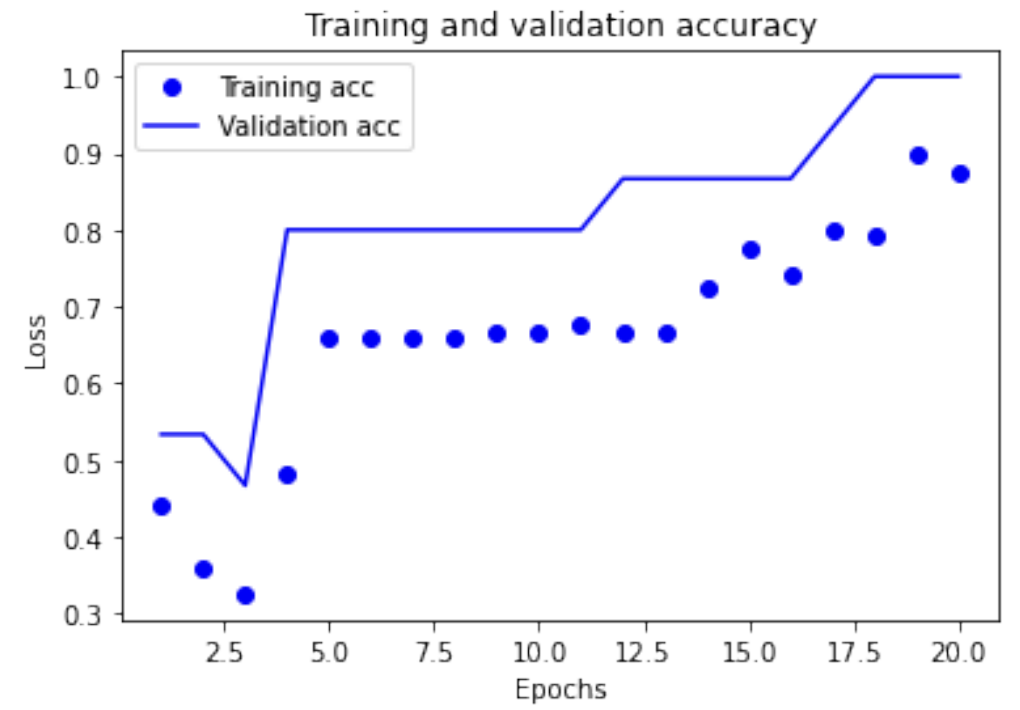 Training and validation accuracy
Training acc
Validation acc
1.0
0.9
0.8
0.7
0.6
0.5
0.4
0.3
Loss
2.5 5.0 7.5 10.0 12.5 15.0 17.5 20.0
Epochs